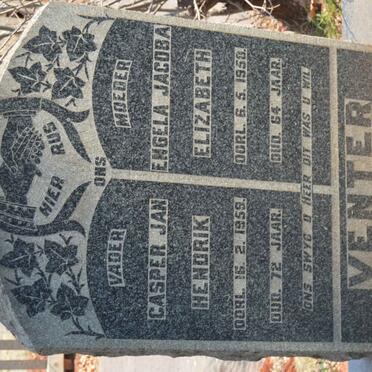 HIER RUS
ONS
VADER
CASPER JAN
HENDRIK
OORL. 16. 2. 1959.
OUD. 72 JAAR.
MOEDER
ENGELA JACOBA
ELIZABETH
OORL. 6. 5. 1950.
OUD 64 JAAR.
ONS SWYG O HEER DIT WAS U WIL
VENTER